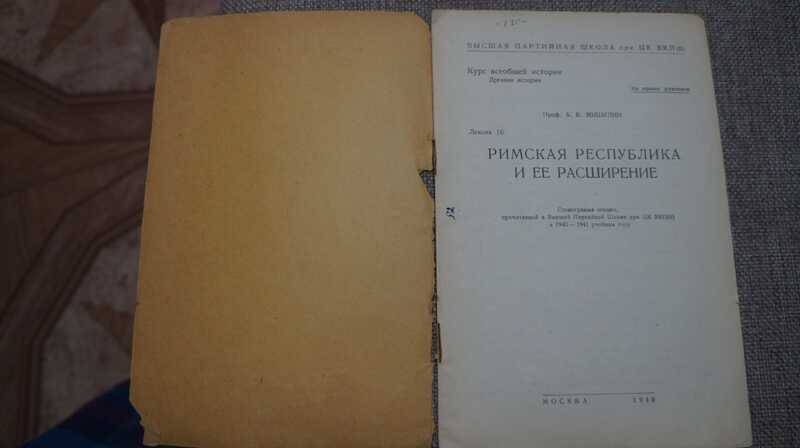 ВЫСШАЯ ПАРТИЙНАЯ ШКОЛА при ЦК ВКП(б)
Курс всеобщей истории
Древняя история
На правах рукописи
Проф. А. В. МИШУЛИН
Лекция 16
РИМСКАЯ РЕСПУБЛИКА
И ЕЕ РАСШИРЕНИЕ
Стенограмма лекции,
прочитанной в Высшей Партийной Школе при ЦК ВКП(б)
в 1940—1941 учебном году
МОСКВА 1940